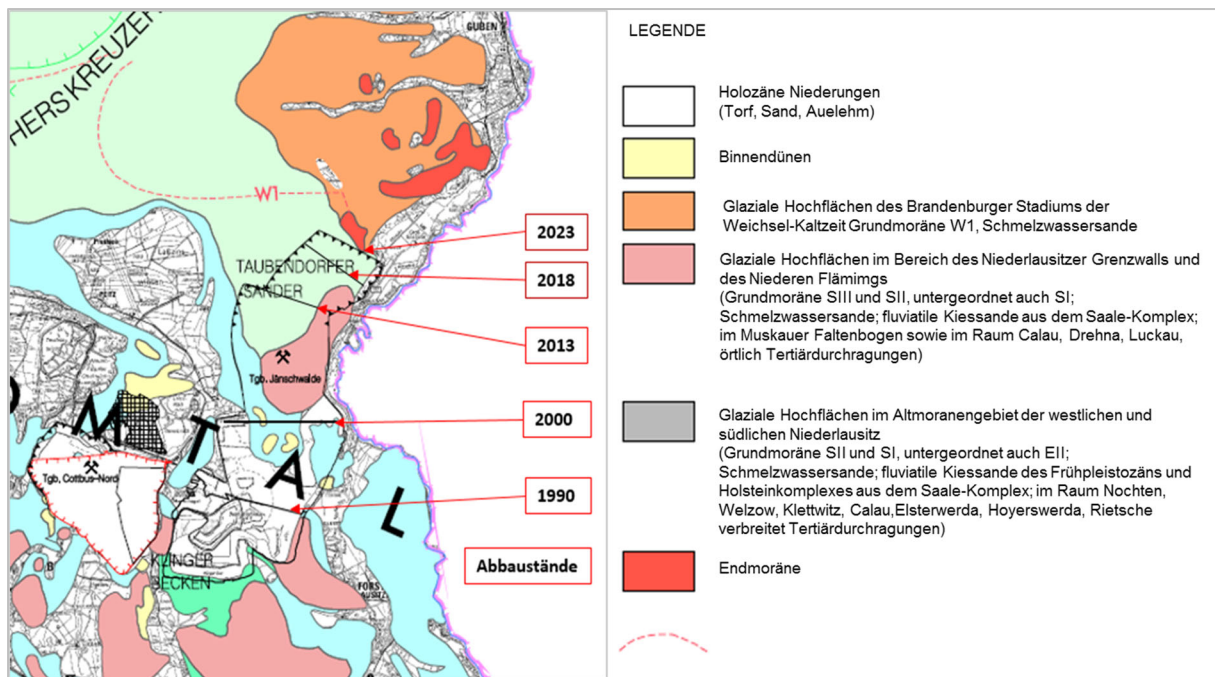 GUBEN
HERSKREUZER
W1
TAUBENDORFER
SANDER
Tgb. Jänschwalde
M T A L
Tgb. Cottbus-Nord
KLINGER
BECKEN
FORS
2023
2018
2013
2000
1990
Abbaustände
LEGENDE
Holozäne Niederungen
(Torf, Sand, Auelehm)
Binnendünen
Glaziale Hochflächen des Brandenburger Stadiums der
Weichsel-Kaltzeit Grundmoräne W1, Schmelzwassersande
Glaziale Hochflächen im Bereich des Niederlausitzer Grenzwalls und
des Niederen Flämimgs
(Grundmoräne SIII und SII, untergeordnet auch SI;
Schmelzwassersande; fluviatile Kiessande aus dem Saale-Komplex;
im Muskauer Faltenbogen sowie im Raum Calau, Drehna, Luckau,
örtlich Tertiärdurchragungen)
Glaziale Hochflächen im Altmoranengebiet der westlichen und
südlichen Niederlausitz
(Grundmoräne SII und SI, untergeordnet auch EII;
Schmelzwassersande; fluviatile Kiessande des Frühpleistozäns und
Holsteinkomplexes aus dem Saale-Komplex; im Raum Nochten,
Welzow, Klettwitz, Calau,Elsterwerda, Hoyerswerda, Rietsche
verbreitet Tertiärdurchragungen)
Endmoräne